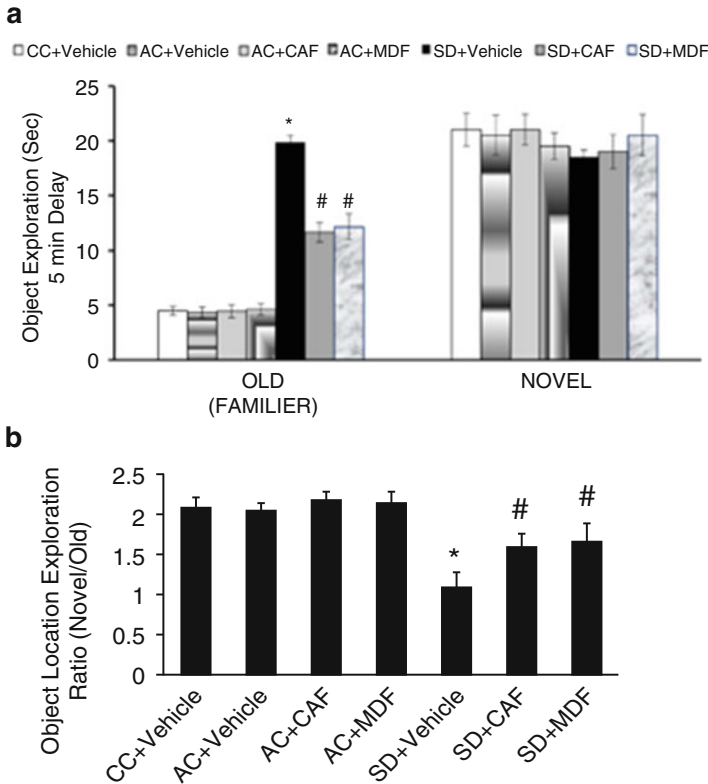 a
CC+Vehicle AC+Vehicle AC+CAF AC+MDF SD+Vehicle SD+CAF SD+MDF
Object Exploration (Sec)
5 min Delay
25
20
15
10
5
0
*
# #
OLD
(FAMILIER)
NOVEL
b
Object Location Exploration
Ratio (Novel/Old)
2.5
2
1.5
1
0.5
0
*
#
#
CC+Vehicle
AC+Vehicle
AC+CAF
AC+MDF
SD+Vehicle
SD+CAF
SD+MDF